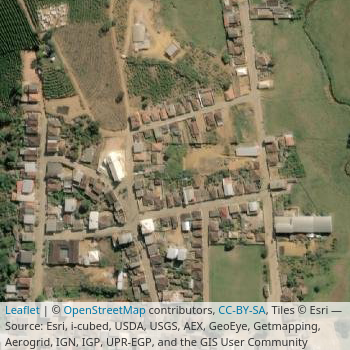 Leaflet | © OpenStreetMap contributors, CC-BY-SA, Tiles © Esri —
Source: Esri, i-cubed, USDA, USGS, AEX, GeoEye, Getmapping,
Aerogrid, IGN, IGP, UPR-EGP, and the GIS User Community